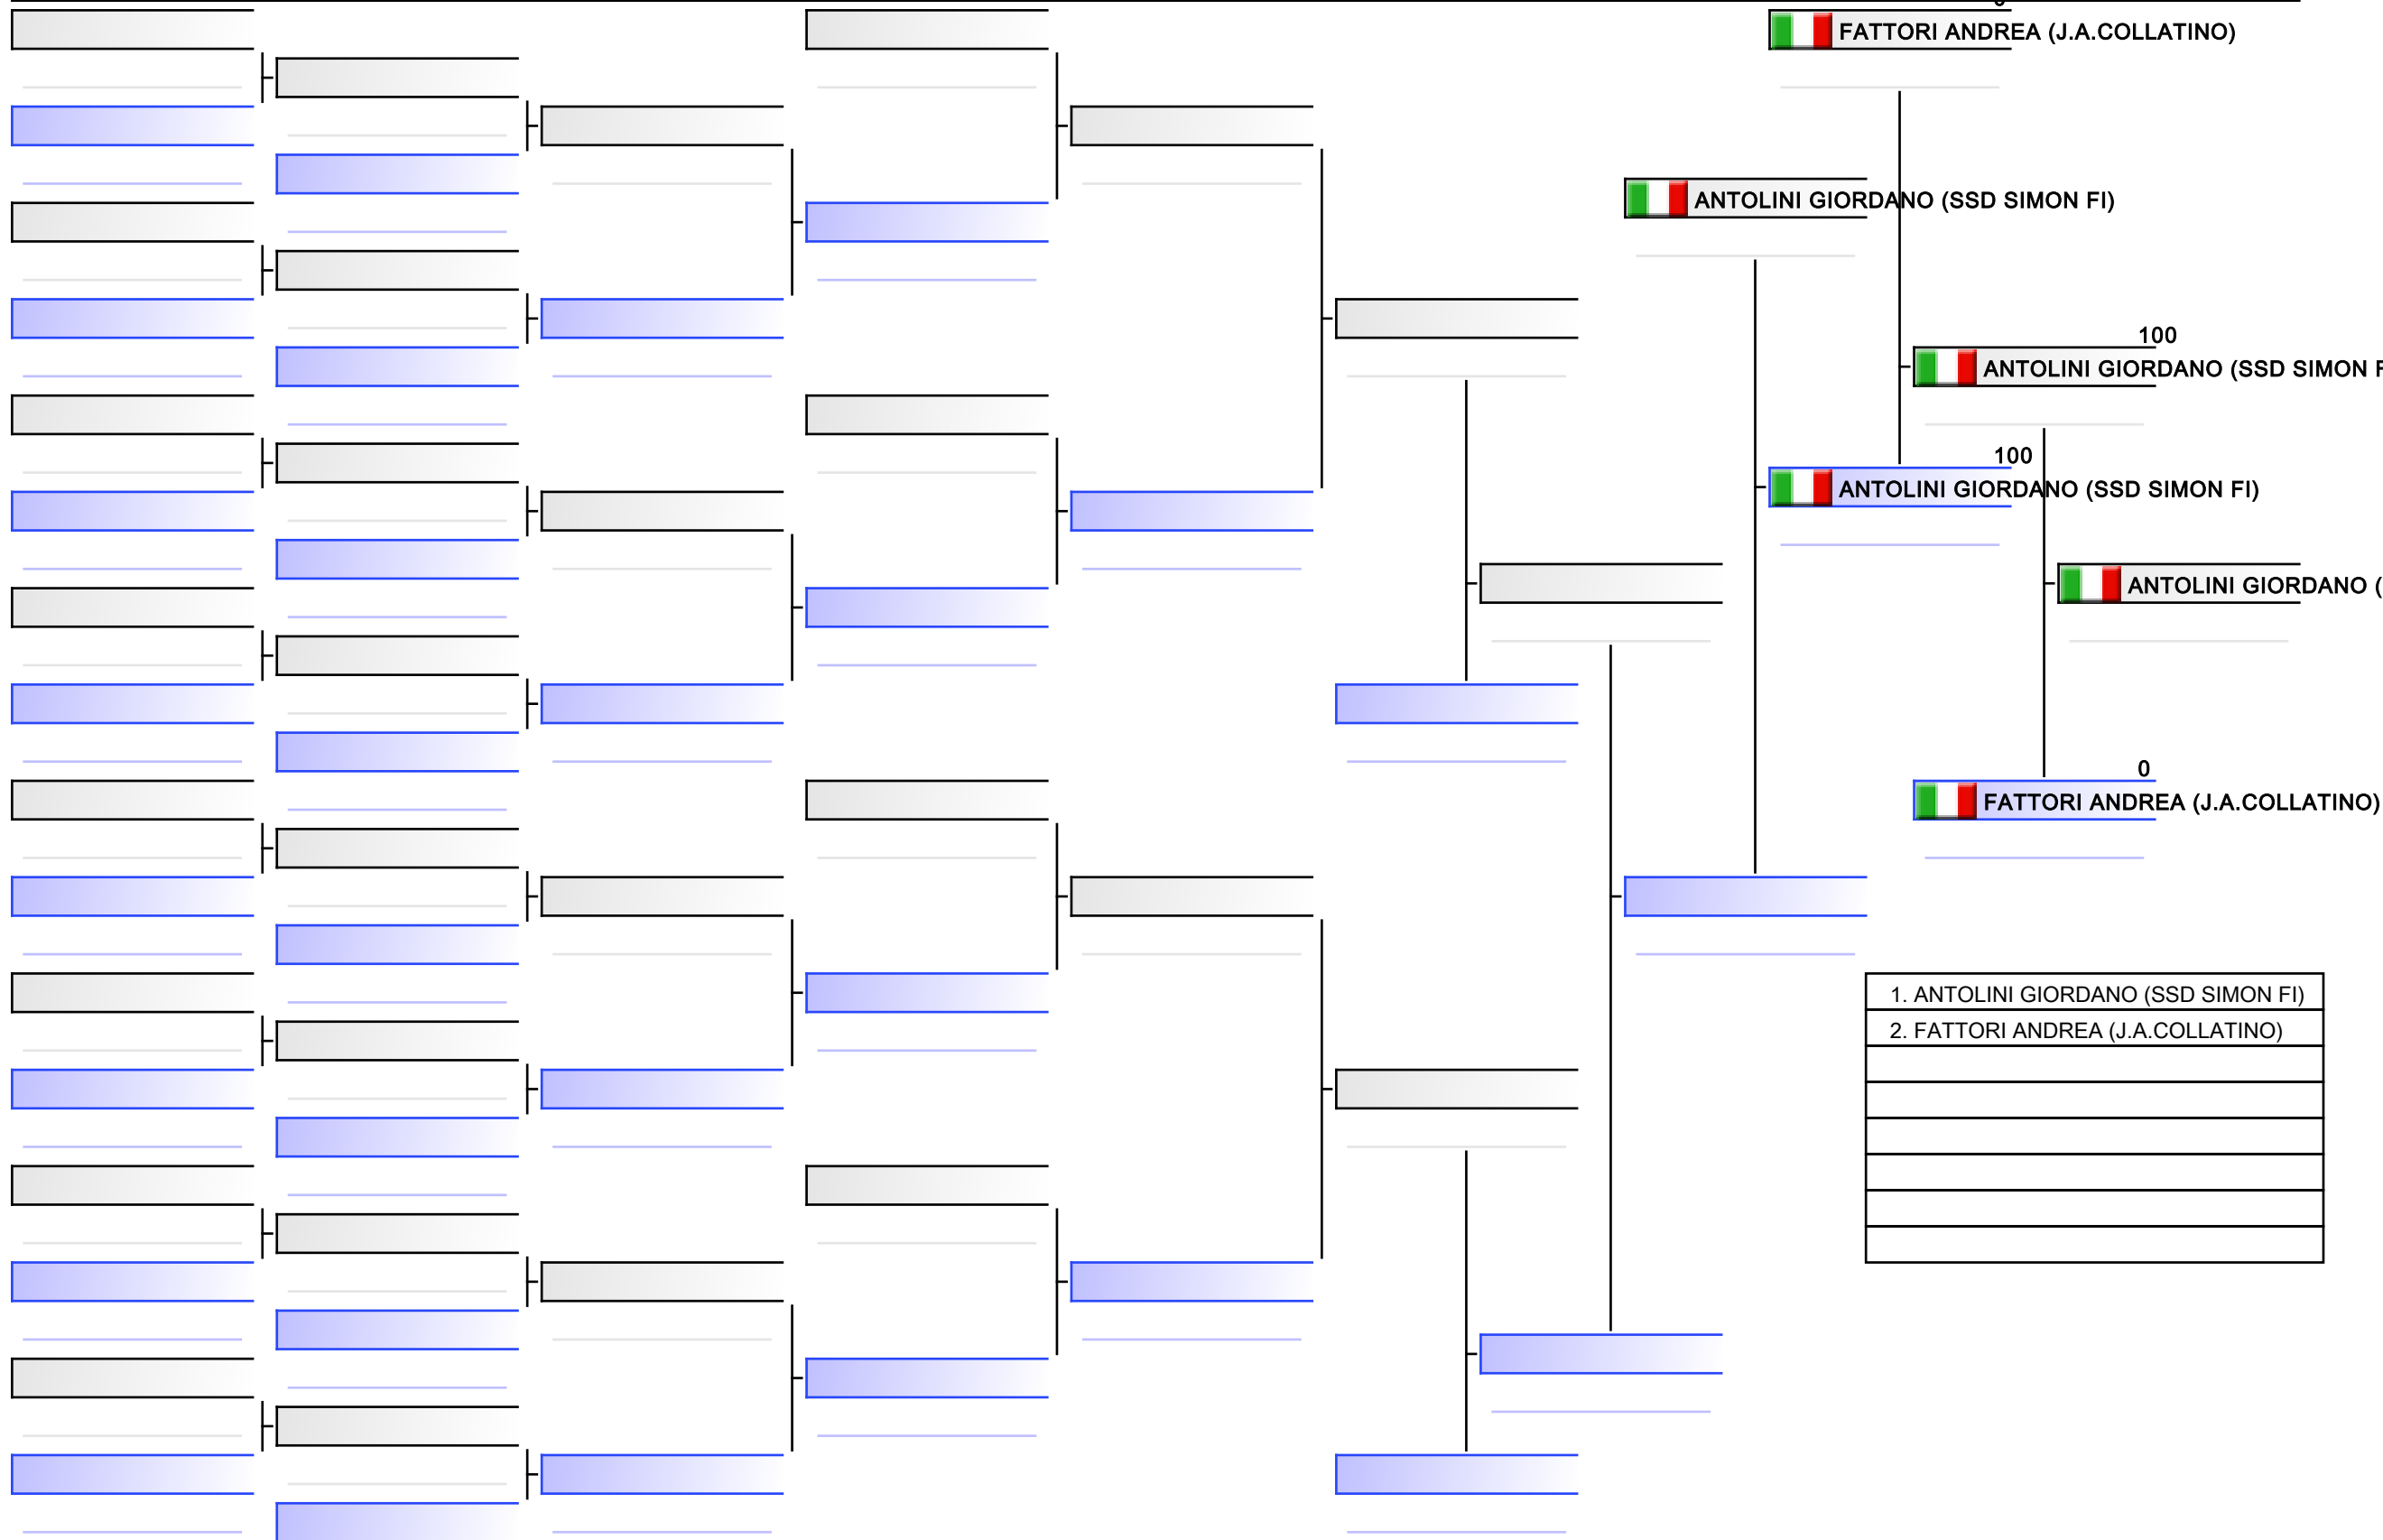 0
FATTORI ANDREA (J.A.COLLATINO)
ANTOLINI GIORDANO (SSD SIMON FI)
100
ANTOLINI GIORDANO (SSD SIMON F
100
ANTOLINI GIORDANO (SSD SIMON FI)
ANTOLINI GIORDANO (
0
FATTORI ANDREA (J.A.COLLATINO)
1. ANTOLINI GIORDANO (SSD SIMON FI)
2. FATTORI ANDREA (J.A.COLLATINO)